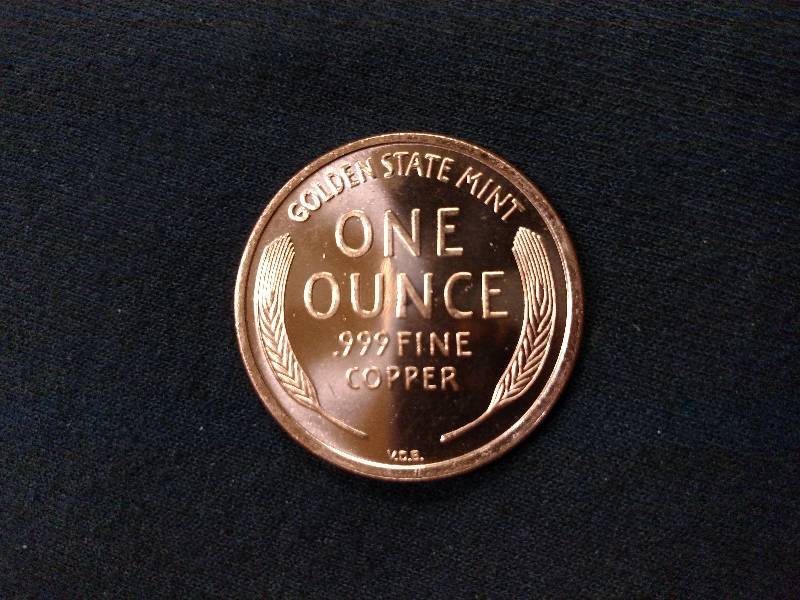 GOLDEN STATE MINT
ONE
OUNCE
.999 FINE
COPPER
V.D.B.